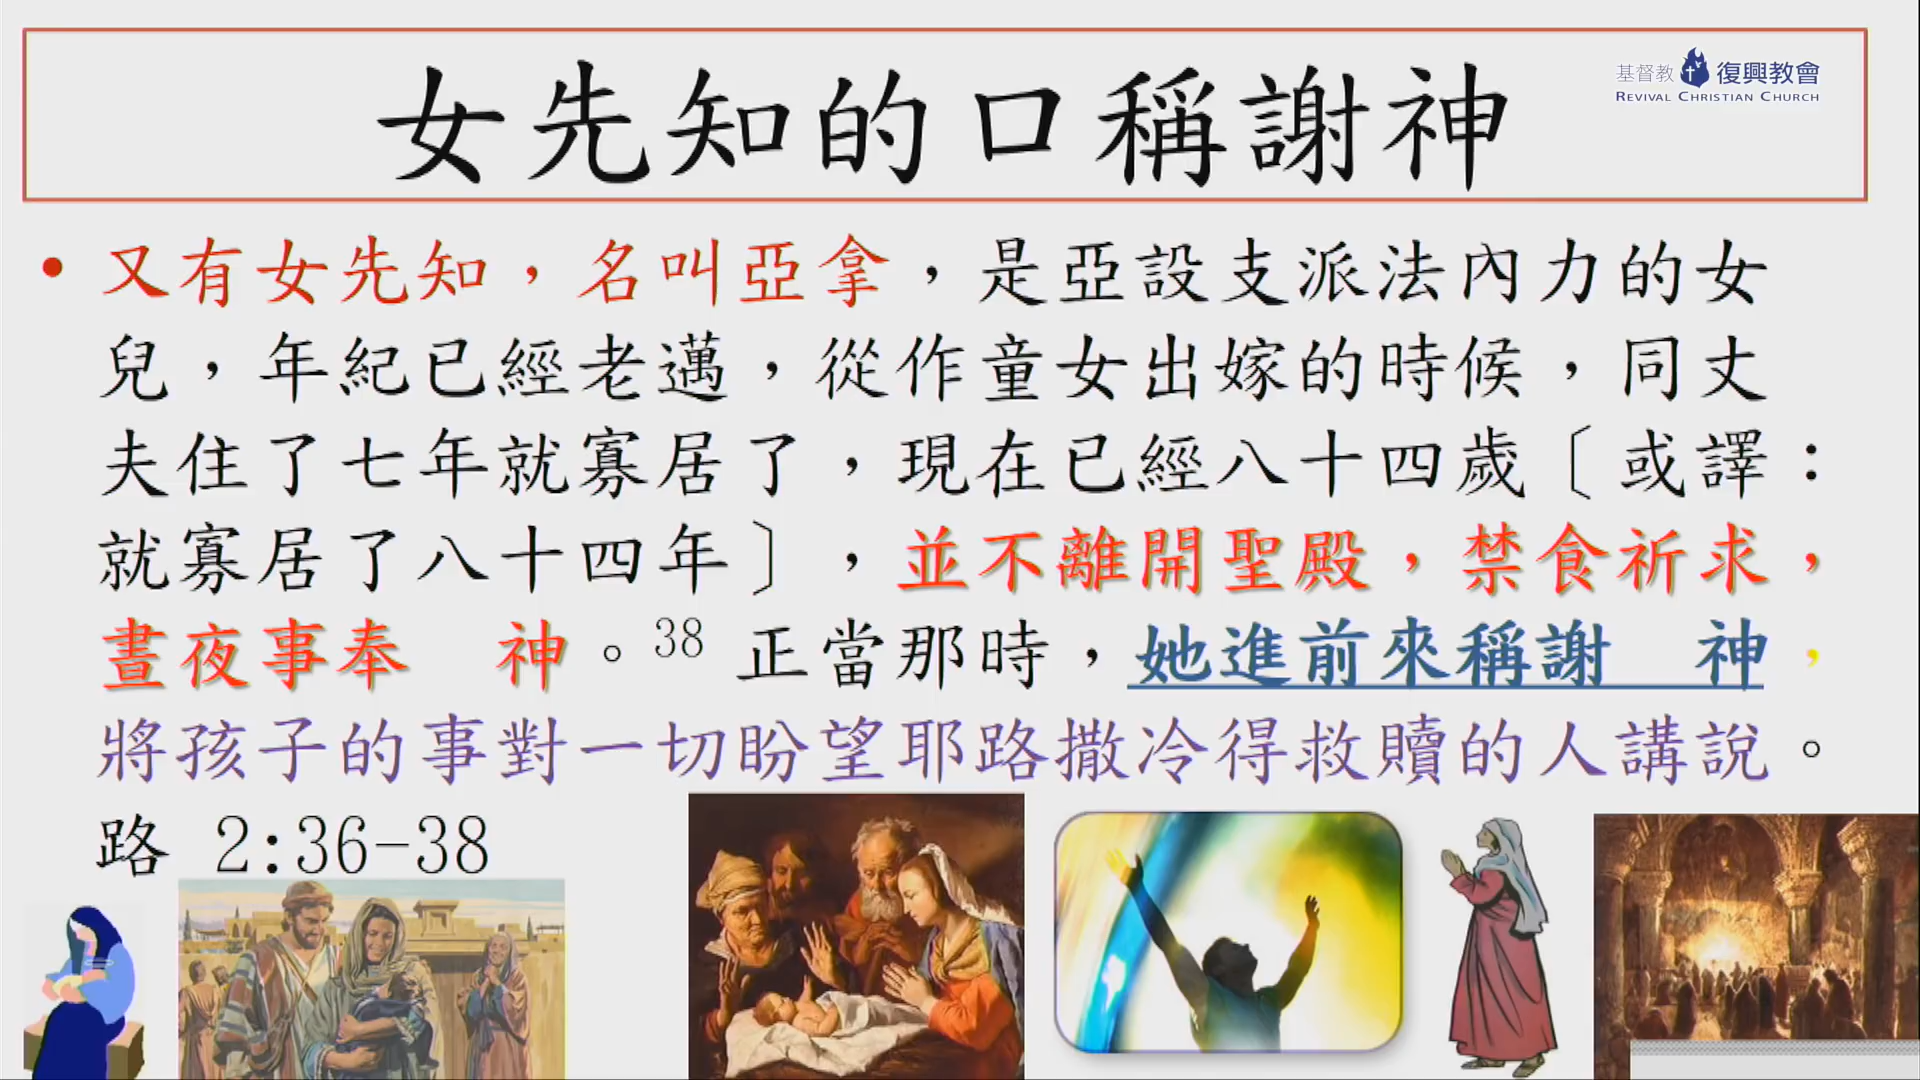 基督教 復興教會
REVIVAL CHRISTIAN CHURCH
女先知的口稱謝神
• 又有女先知，名叫亞拿，是亞設支派法內力的女
兒，年紀已經老邁，從作童女出嫁的時候，同丈
夫住了七年就寡居了，現在已經八十四歲〔或譯：
就寡居了八十四年〕，並不離開聖殿，禁食祈求，
晝夜事奉　神。38 正當那時，她進前來稱謝　神，
將孩子的事對一切盼望耶路撒冷得救贖的人講說。
路 2:36-38